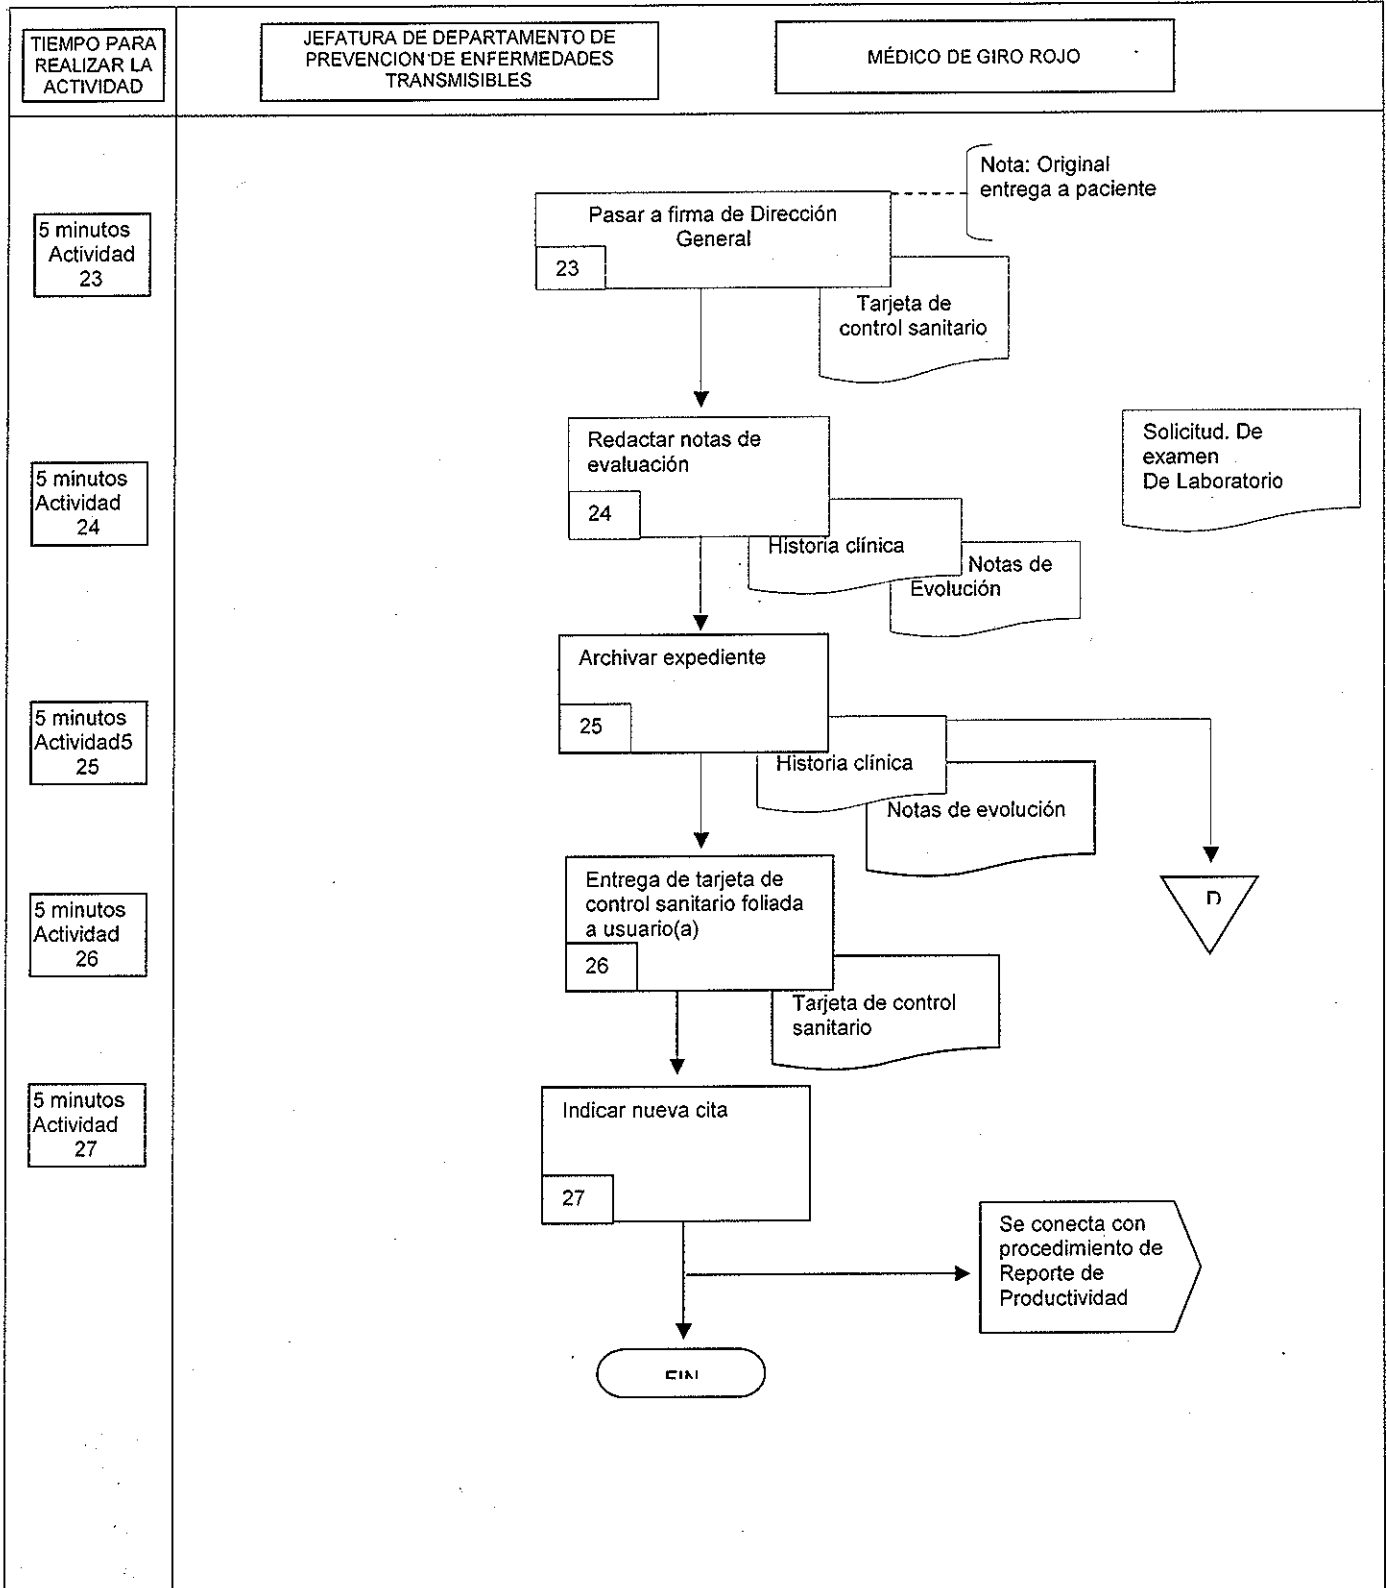 TIEMPO PARA
REALIZAR LA
ACTIVIDAD
JEFATURA DE DEPARTAMENTO DE
PREVENCION DE ENFERMEDADES
TRANSMISIBLES
MÉDICO DE GIRO ROJO
Nota: Original
entrega a paciente
5 minutos
Actividad
23
Pasar a firma de Dirección
General
23
Tarjeta de
control sanitario
5 minutos
Actividad
24
Redactar notas de
evaluación
24
Historia clínica
Notas de
Evolución
Solicitud. De
examen
De Laboratorio
5 minutos
Actividad5
25
Archivar expediente
25
Historia clínica
Notas de evolución
D
5 minutos
Actividad
26
Entrega de tarjeta de
control sanitario foliada
a usuario(a)
26
Tarjeta de control
sanitario
5 minutos
Actividad
27
Indicar nueva cita
27
Se conecta con
procedimiento de
Reporte de
Productividad
FIN